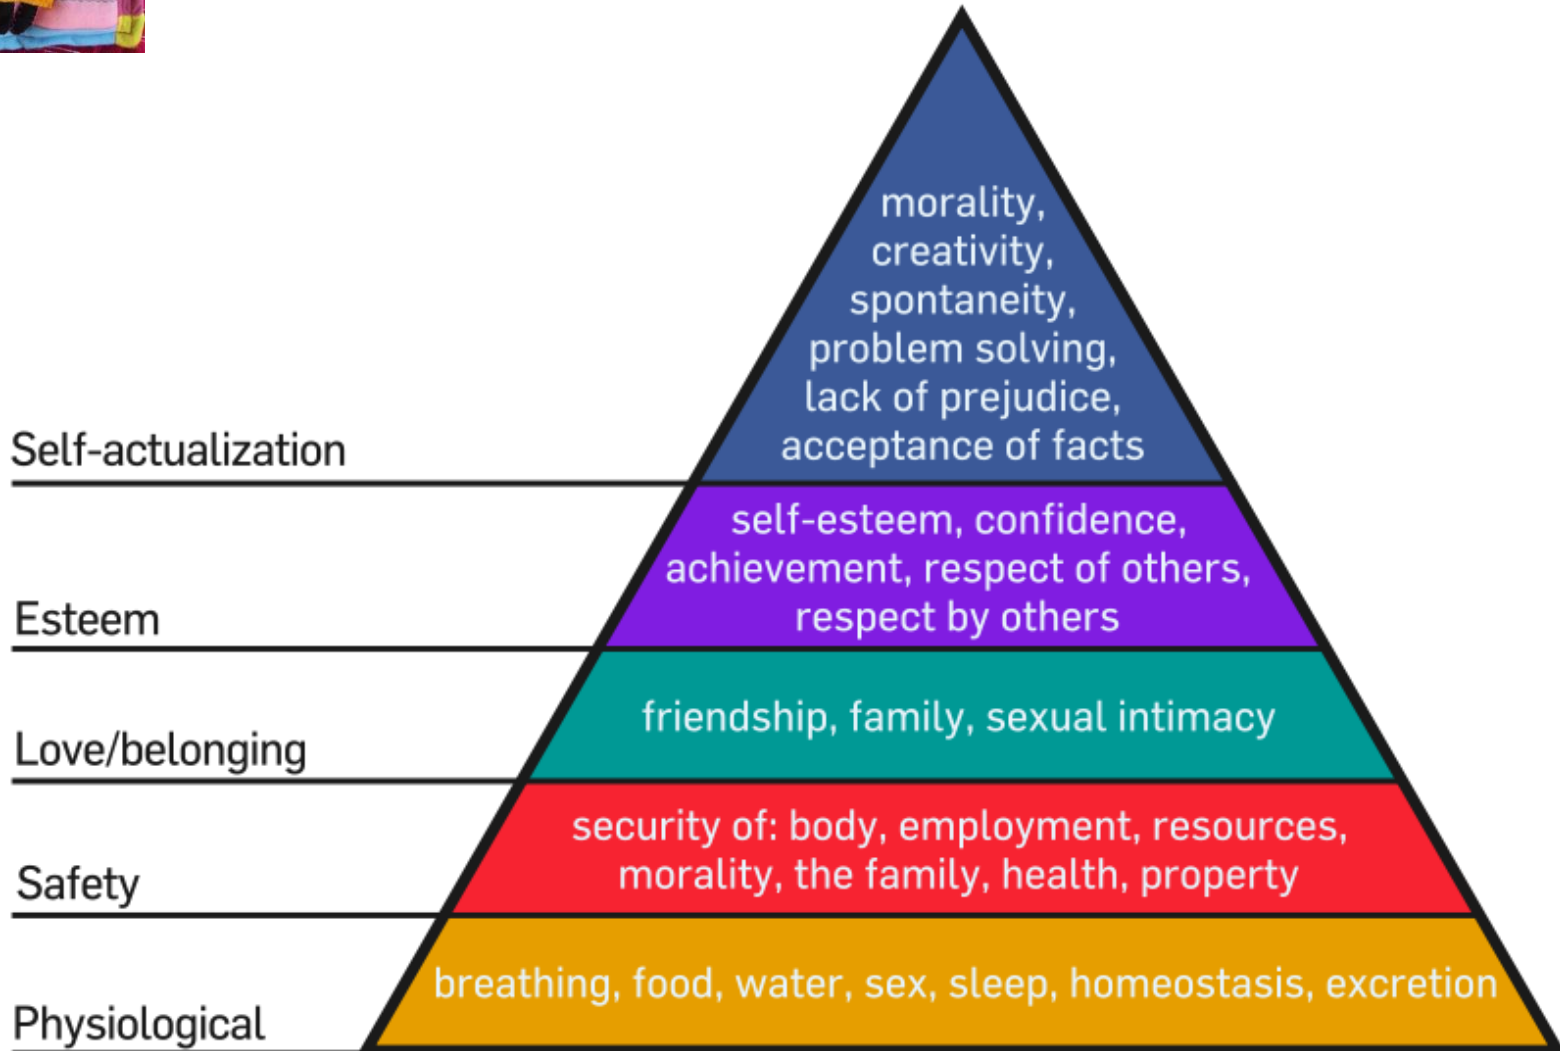 morality,
creativity,
spontaneity,
problem solving,
lack of prejudice,
acceptance of facts
Self-actualization
self-esteem, confidence,
achievement, respect of others,
respect by others
Esteem
friendship, family, sexual intimacy
Love/belonging
security of: body, employment, resources,
morality, the family, health, property
Safety
breathing, food, water, sex, sleep, homeostasis, excretion
Physiological